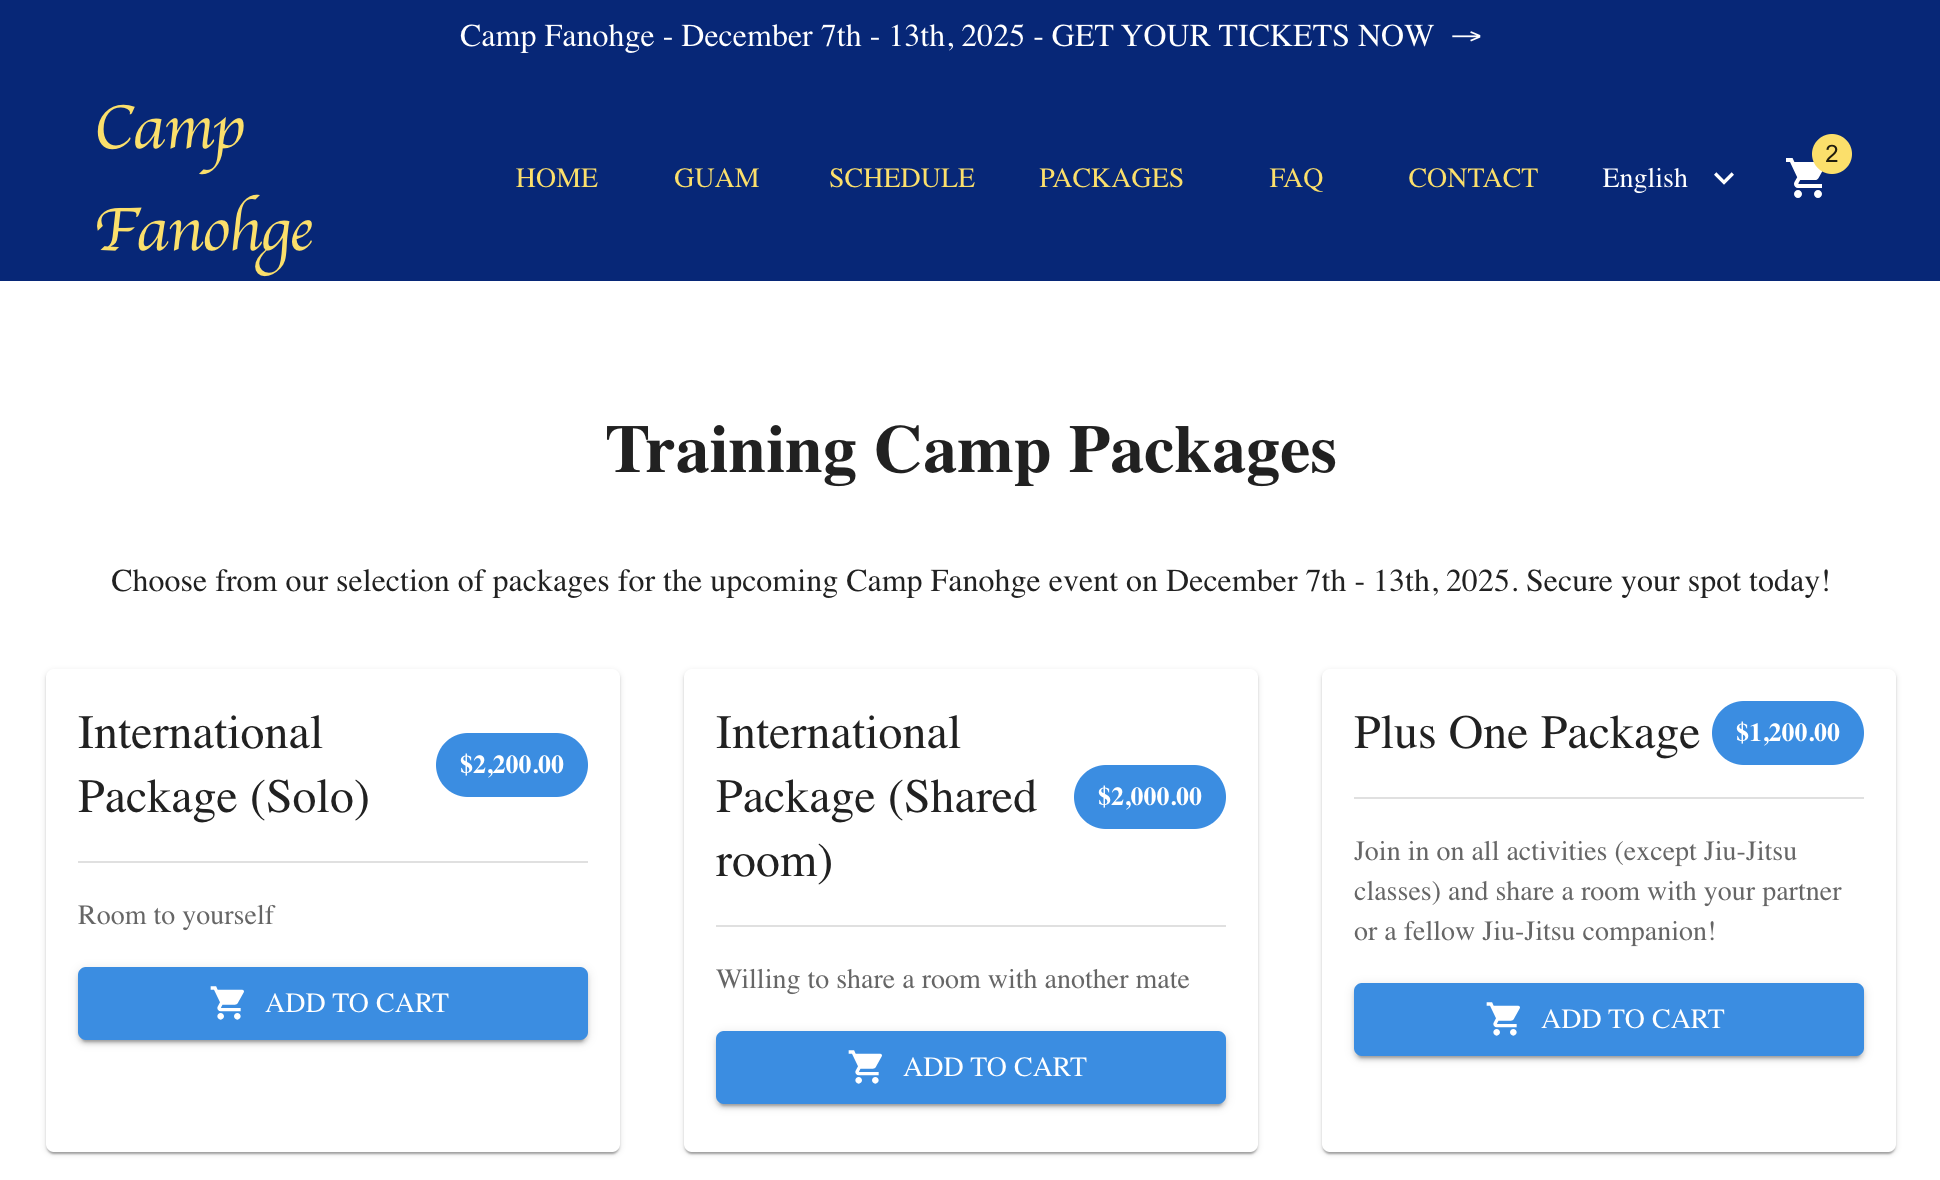 Camp Fanohge - December 7th - 13th, 2025 - GET YOUR TICKETS NOW →
Camp
Fanohge
HOME GUAM SCHEDULE PACKAGES FAQ CONTACT English 2
Training Camp Packages
Choose from our selection of packages for the upcoming Camp Fanohge event on December 7th - 13th, 2025. Secure your spot today!
International
Package (Solo)
$2,200.00
Room to yourself
ADD TO CART
International
Package (Shared
room)
$2,000.00
Willing to share a room with another mate
ADD TO CART
Plus One Package
$1,200.00
Join in on all activities (except Jiu-Jitsu
classes) and share a room with your partner
or a fellow Jiu-Jitsu companion!
ADD TO CART